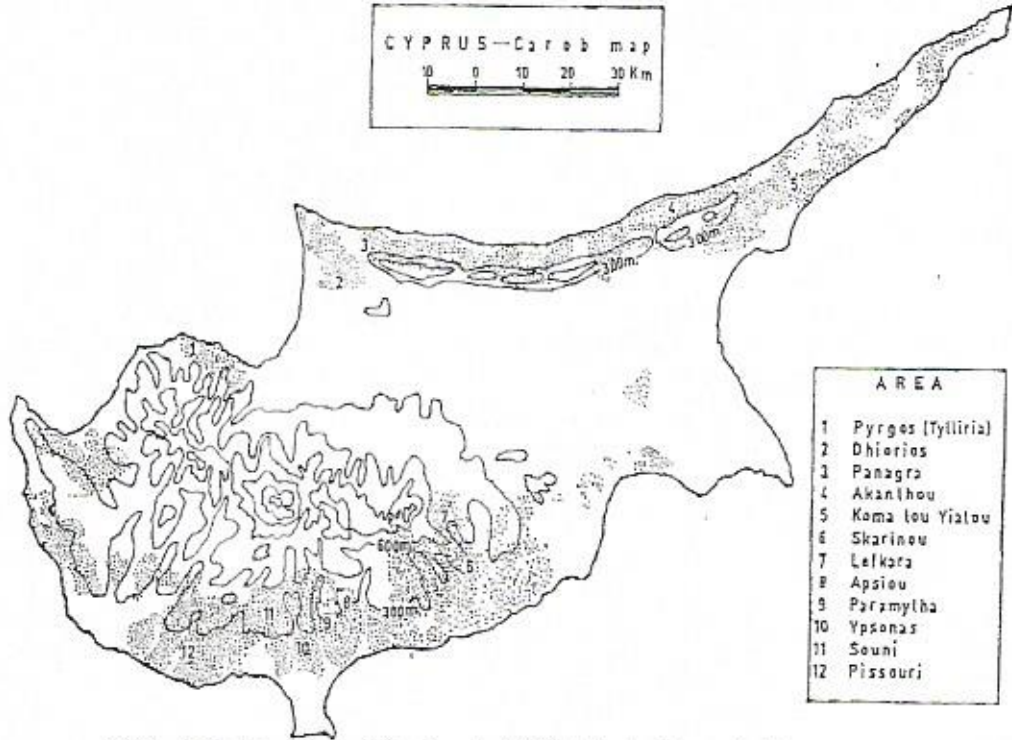 CYPRUS—Carob map
10 0 10 20 30 Km
4
5
300m.
3
300m.
2
1
AREA
1 Pyrgos (Tylliria)
2 Dhiorios
3 Panagra
4 Akanthou
5 Koma tou Yialou
6 Skarinou
7 Lefkara
8 Apsiou
9 Paramytha
10 Ypsonas
11 Souni
12 Pissouri
600m.
6
300m.
11
8
9
12
10